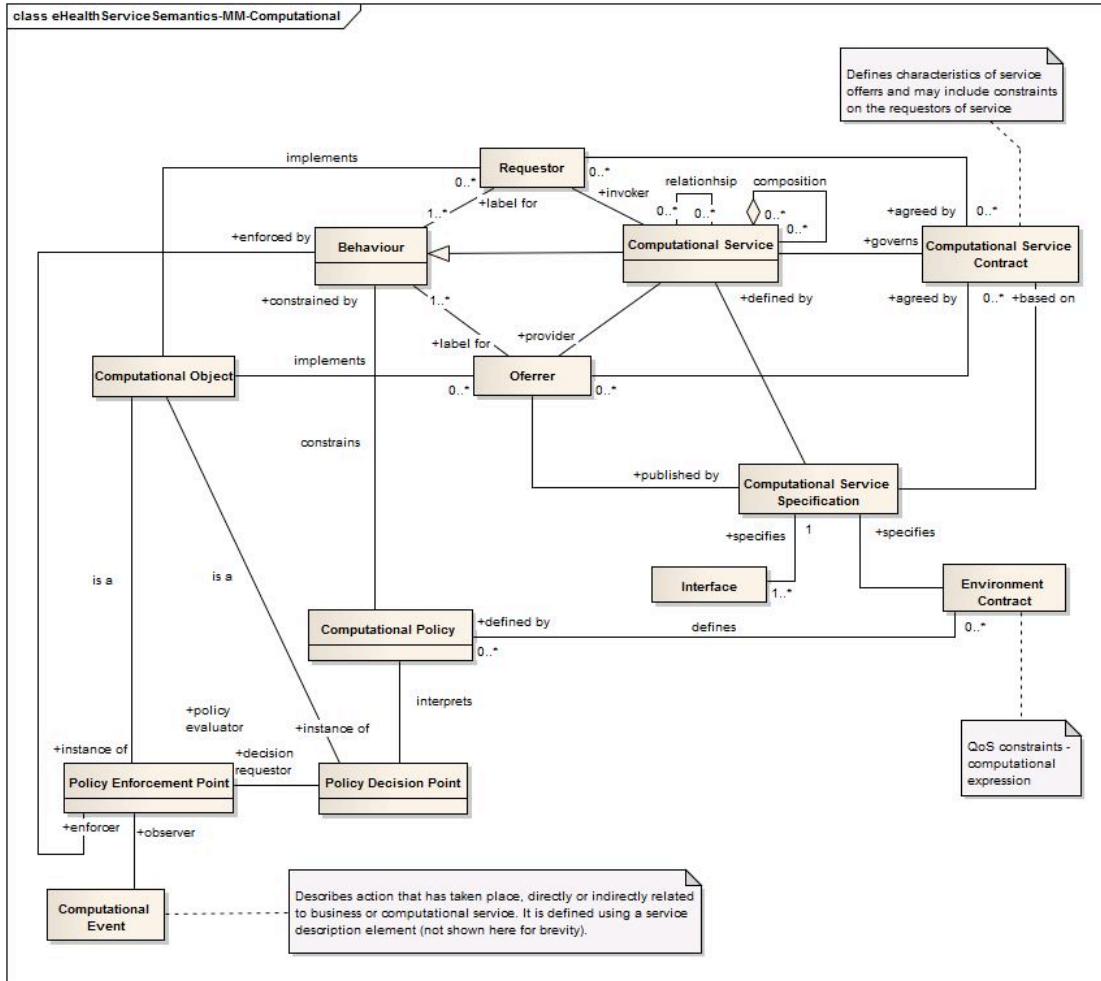 class eHealthServiceSemantics-MM-Computational
Defines characteristics of service
offerrs and may include constraints
on the requestors of service
implements
Requestor
0..*
0..*
+invoker
relationhsip
composition
0..*
0..*
0..*
0..*
1..*
+label for
+agreed by
0..*
+enforced by
Behaviour
Computational Service
+governs
Computational Service
Contract
+constrained by
1..*
+defined by
+agreed by
0..*
+based on
+label for
+provider
implements
Computational Object
Oferrer
0..*
0..*
constrains
+published by
Computational Service
Specification
+specifies
1
+specifies
is a
is a
Interface
1..*
Environment
Contract
Computational Policy
+defined by
0..*
defines
0..*
interprets
+policy
evaluator
+instance of
+instance of
+decision
requestor
QoS constraints -
computational
expression
Policy Enforcement Point
Policy Decision Point
+enforcer
+observer
Computational
Event
Describes action that has taken place, directly or indirectly related
to business or computational service. It is defined using a service
description element (not shown here for brevity).